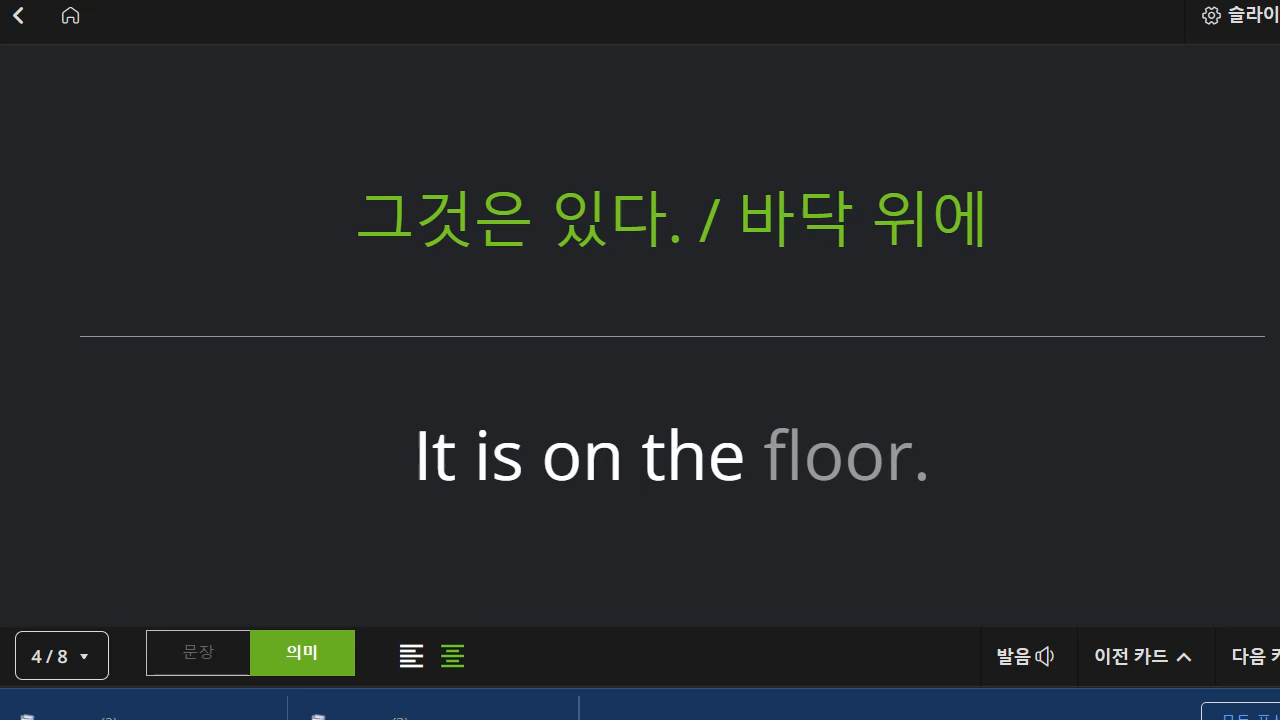 슬라이
그것은 있다. / 바닥 위에
It is on the floor.
4 / 8
문장
의미
발음
이전 카드
다음